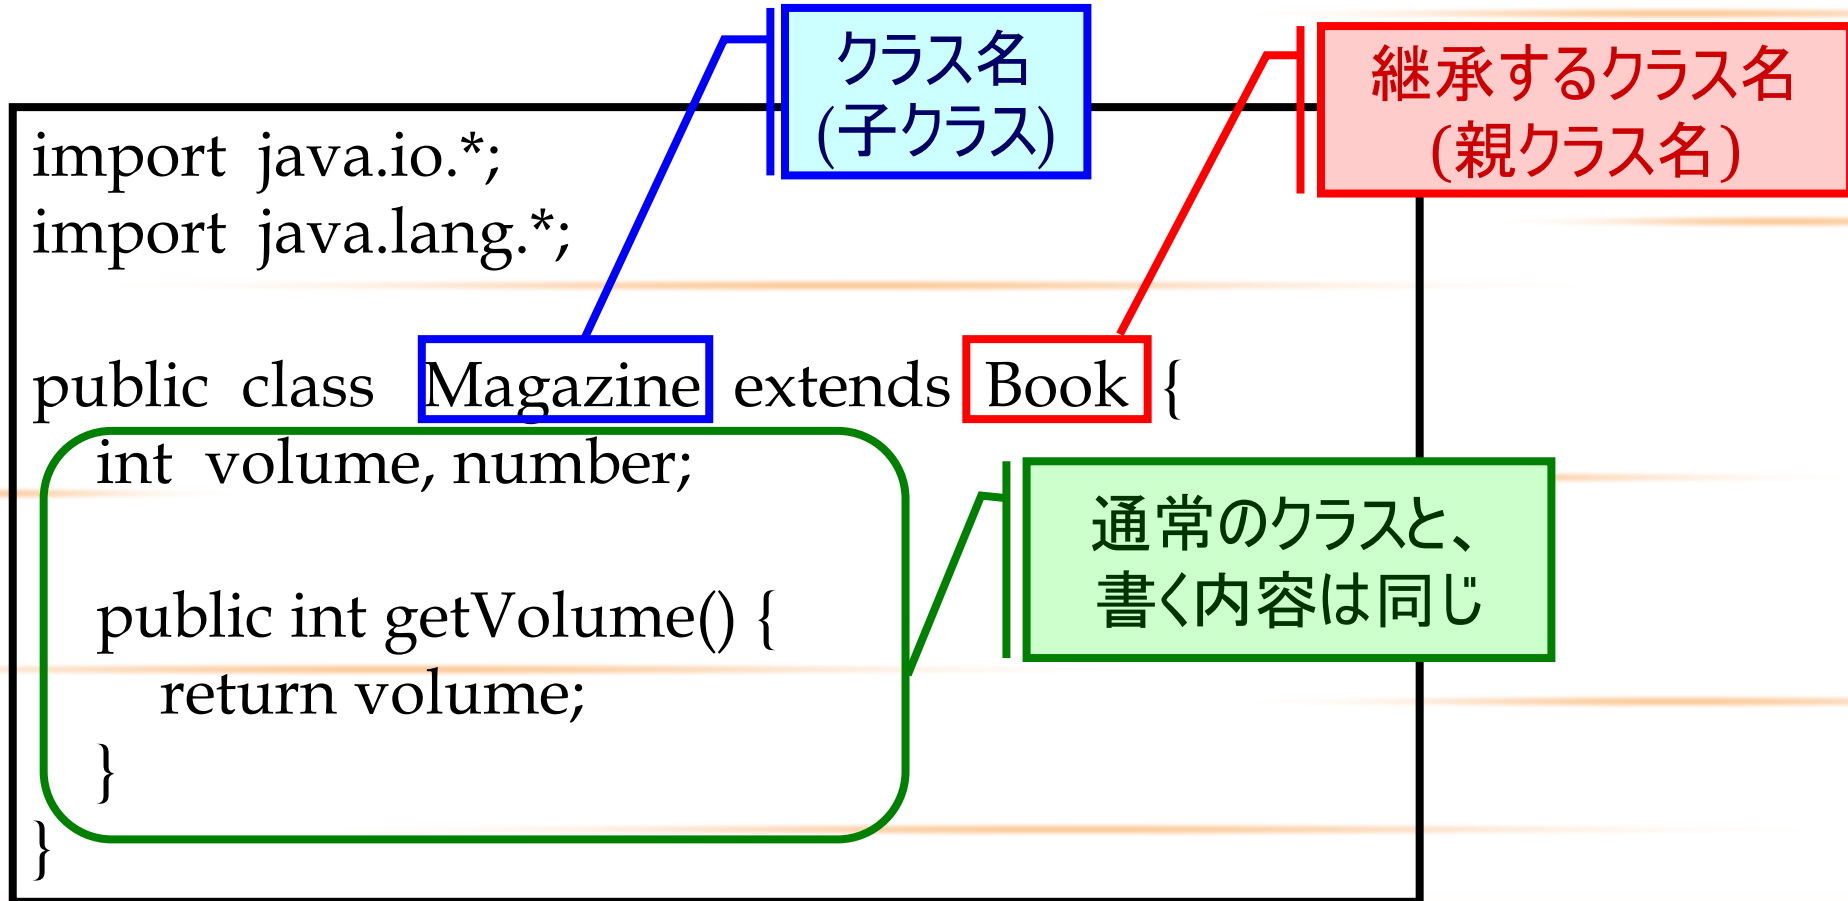 クラス名
(子クラス)
継承するクラス名
(親クラス名)
import java.io.*;
import java.lang.*;
public class Magazine extends Book {
int volume, number;
public int getVolume() {
return volume;
}
}
通常のクラスと、
書く内容は同じ